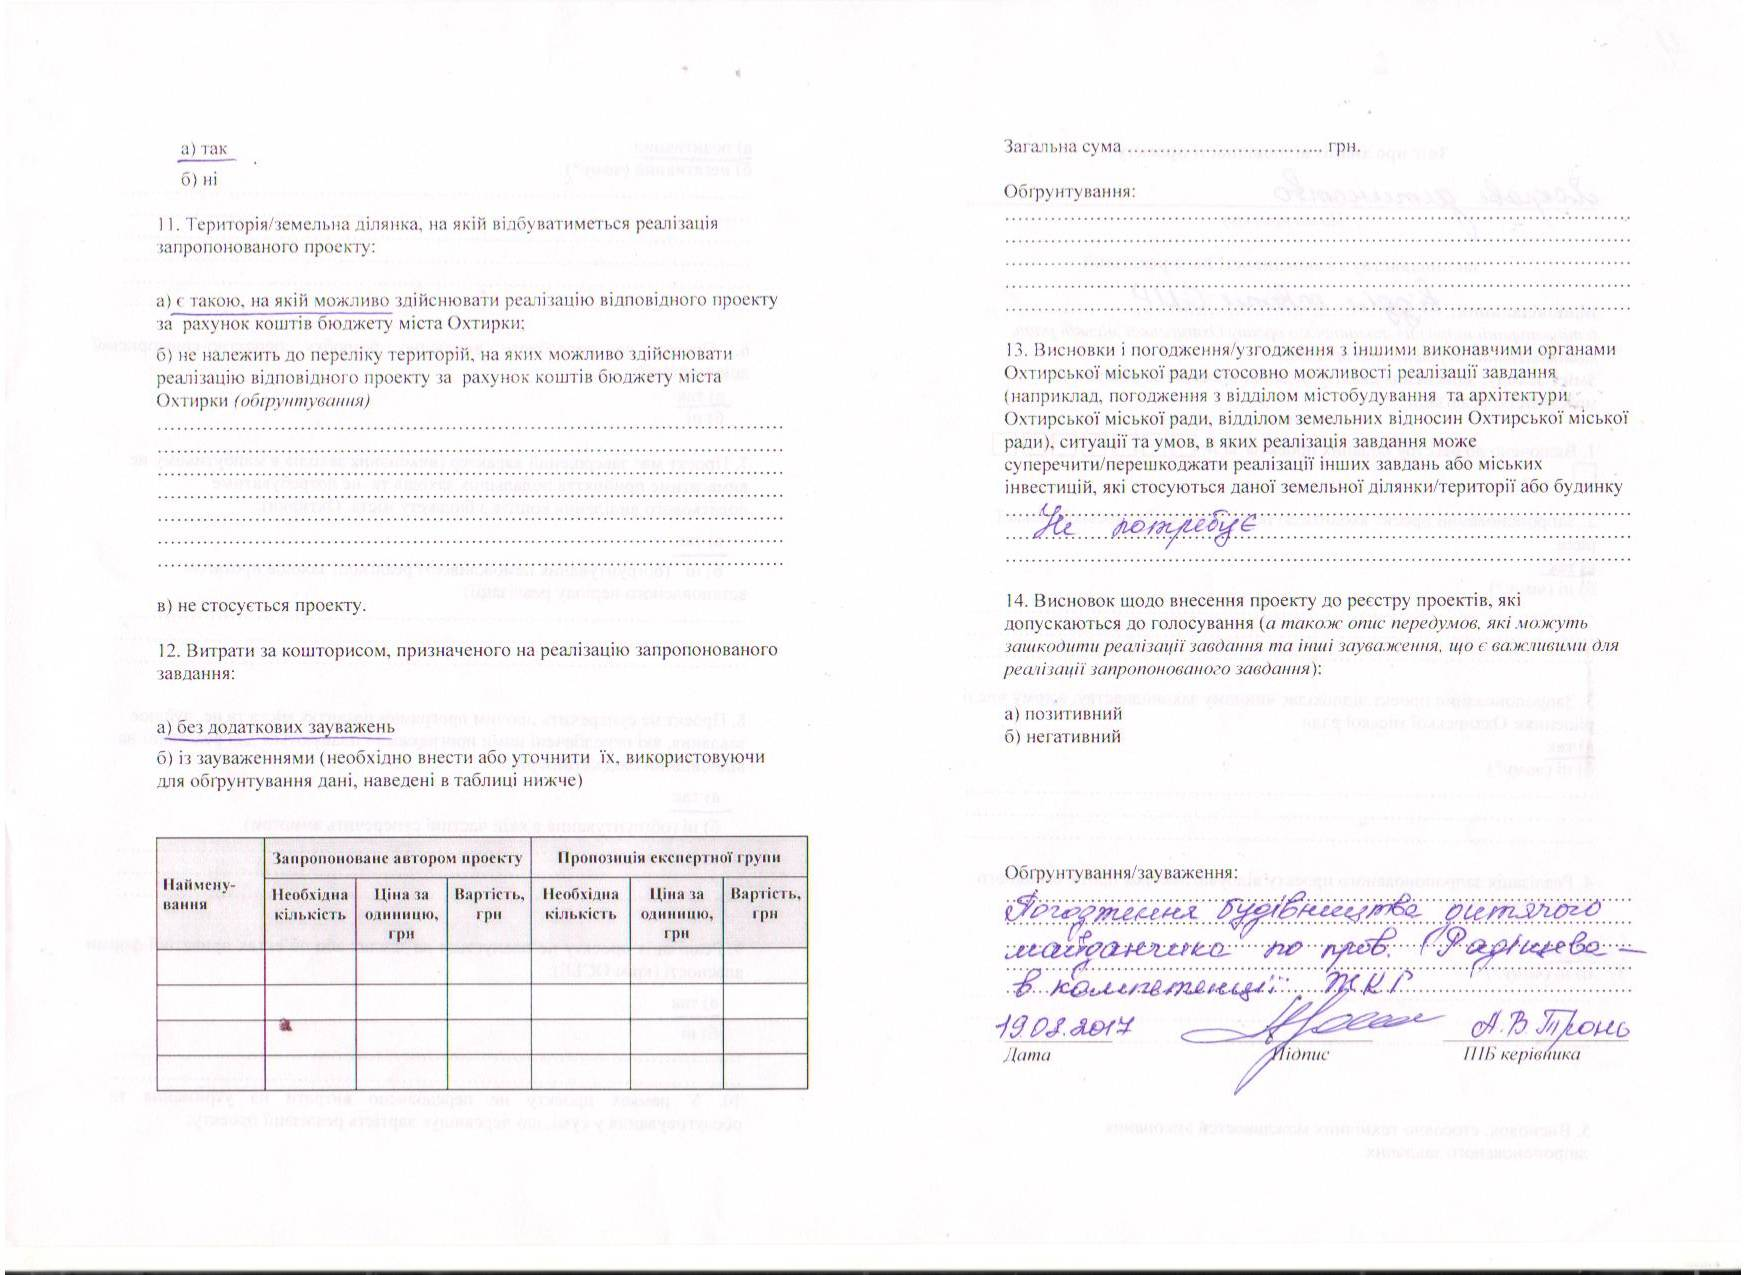 а) так
б) ні
11. Територія/земельна ділянка, на якій відбуватиметься реалізація
запропонованого проекту:
а) є такою, на якій можливо здійснювати реалізацію відповідного проекту
за рахунок коштів бюджету міста Охтирки;
б) не належить до переліку територій, на яких можливо здійснювати
реалізацію відповідного проекту за рахунок коштів бюджету міста
Охтирки (обґрунтування)
в) не стосується проекту.
12. Витрати за кошторисом, призначеного на реалізацію запропонованого
завдання:
а) без додаткових зауважень
б) із зауваженнями (необхідно внести або уточнити їх, використовуючи
для обґрунтування дані, наведені в таблиці нижче)
Наймену-
вання
Запропоноване автором проекту
Пропозиція експертної групи
Необхідна
кількість
Ціна за
одиницю,
грн
Вартість,
грн
Необхідна
кількість
Ціна за
одиницю,
грн
Вартість,
грн
Загальна сума ………………………… грн.
Обґрунтування:
13. Висновки і погодження/узгодження з іншими виконавчими органами
Охтирської міської ради стосовно можливості реалізації завдання
(наприклад, погодження з відділом містобудування та архітектури
Охтирської міської ради, відділом земельних відносин Охтирської міської
ради), ситуації та умов, в яких реалізація завдання може
суперечити/перешкоджати реалізації інших завдань або міських
інвестицій, які стосуються даної земельної ділянки/території або будинку
Не потребує
14. Висновок щодо внесення проекту до реєстру проектів, які
допускаються до голосування (а також опис передумов, які можуть
зашкодити реалізації завдання та інші зауваження, що є важливими для
реалізації запропонованого завдання):
а) позитивний
б) негативний
Обґрунтування/зауваження:
Погодження будівництва дитячого
майданчика по пров. Радіщева –
в компетенції ЖКГ
19.08.2017 А.В Тронь
Дата Підпис ПІБ керівника